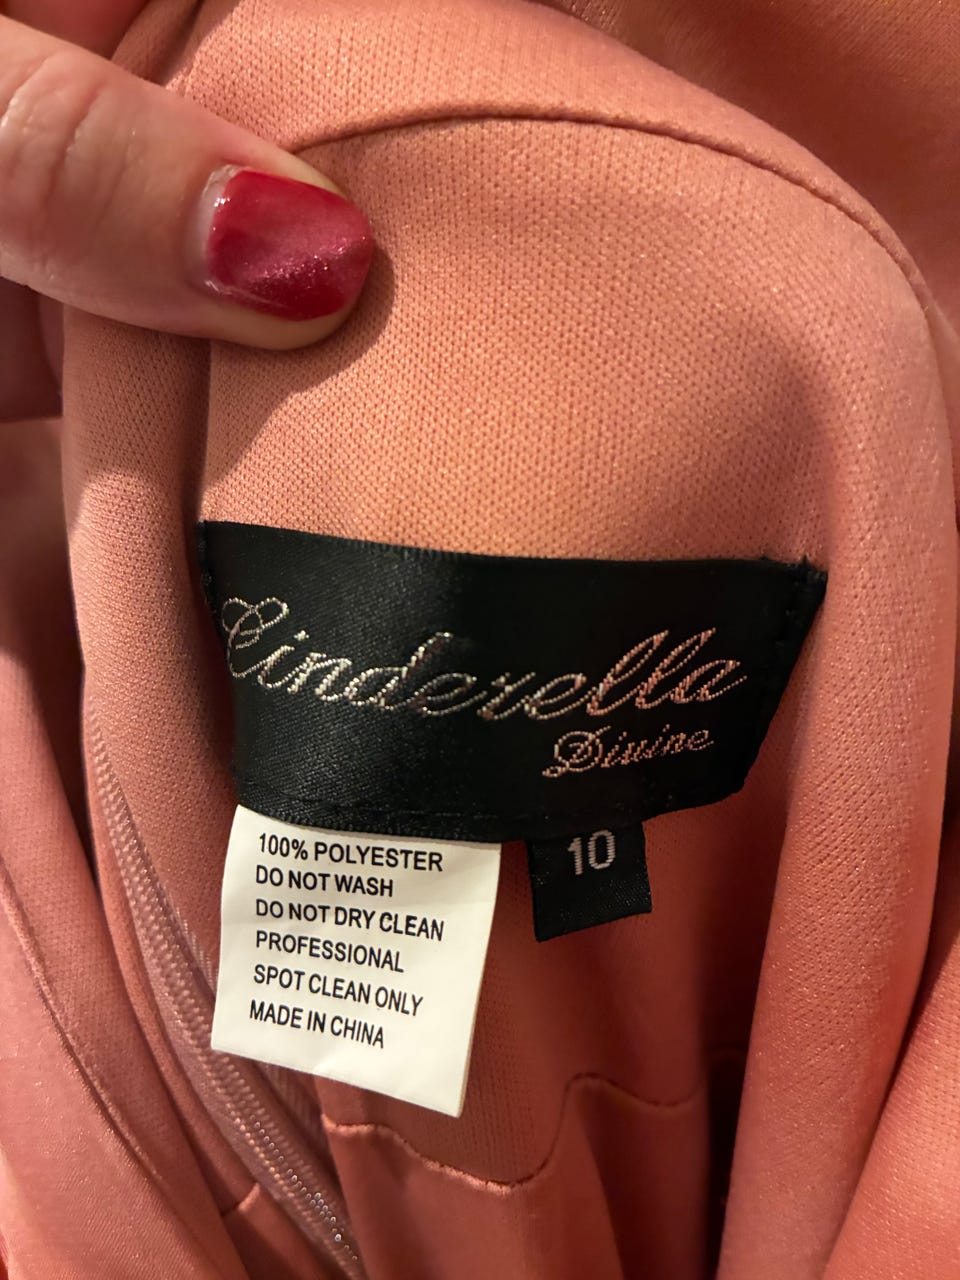 Cinderella
Divine
10
100% POLYESTER
DO NOT WASH
DO NOT DRY CLEAN
PROFESSIONAL
SPOT CLEAN ONLY
MADE IN CHINA